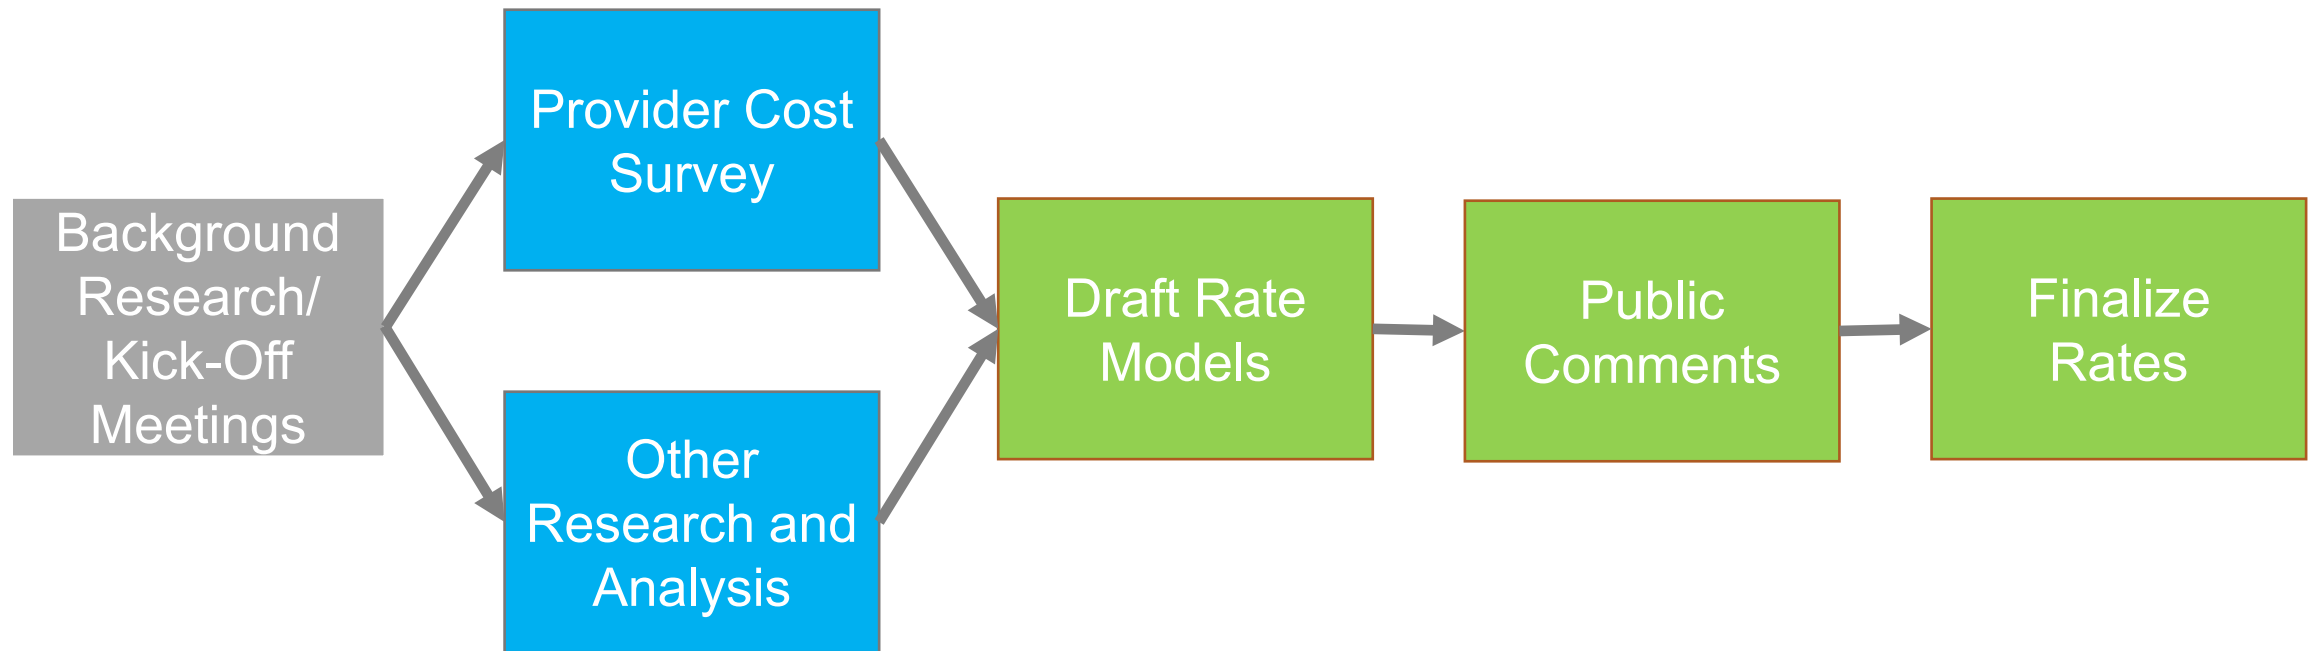 Background
Research/
Kick-Off
Meetings
Provider Cost
Survey
Other
Research and
Analysis
Draft Rate
Models
Public
Comments
Finalize
Rates